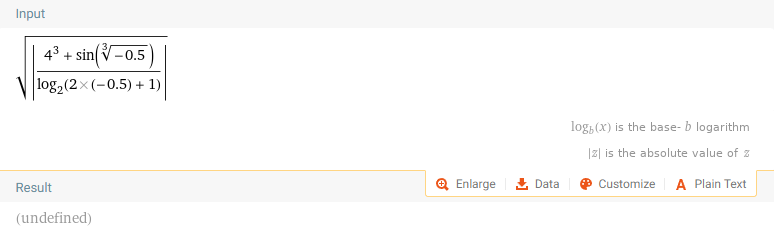 Input
√|(4³ + sin(∛−0.5)) / (log₂(2×(−0.5) + 1))|
log_b(x) is the base- b logarithm
|z| is the absolute value of z
Result
Enlarge Data Customize A Plain Text
(undefined)